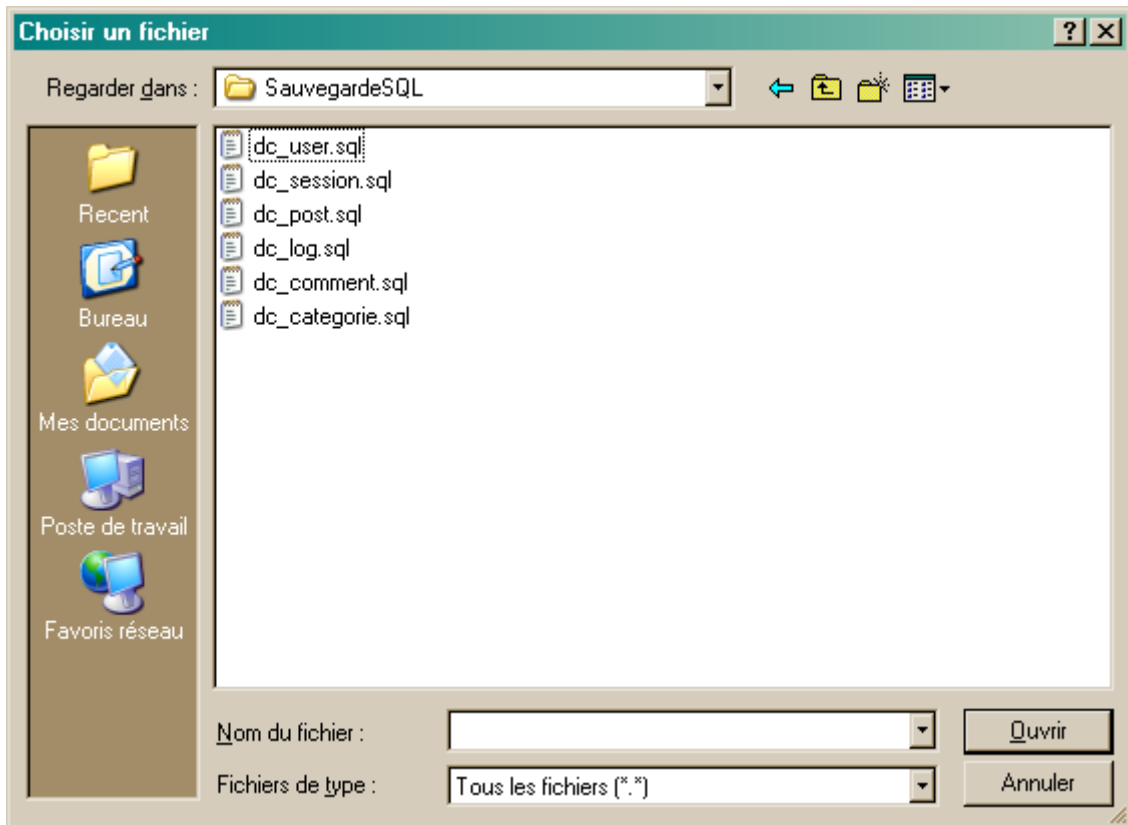 Choisir un fichier
Regarder dans :
SauvegardeSQL
Recent
Bureau
Mes documents
Poste de travail
Favoris réseau
dc_user.sql
dc_session.sql
dc_post.sql
dc_log.sql
dc_comment.sql
dc_categorie.sql
Nom du fichier :
Ouvrir
Fichiers de type :
Tous les fichiers (*.*)
Annuler